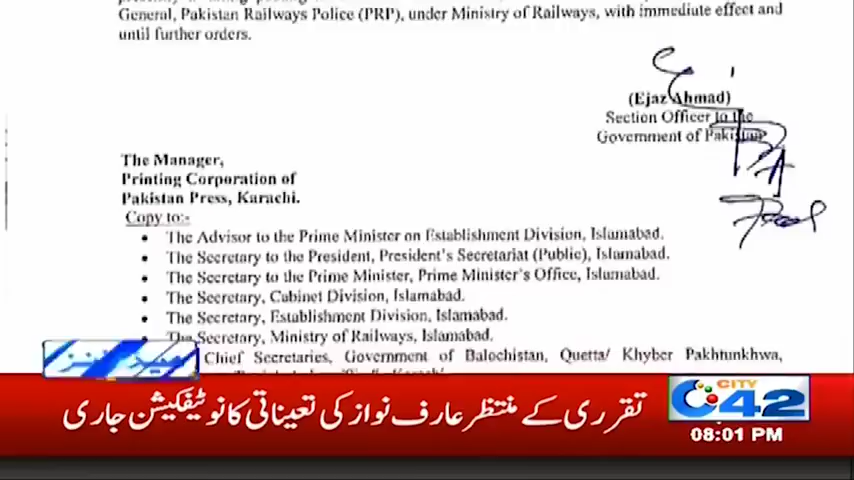 General, Pakistan Railways Police (PRP), under Ministry of Railways, with immediate effect and
until further orders.
(Ejaz Ahmad)
Section Officer to the
Government of Pakistan
The Manager,
Printing Corporation of
Pakistan Press, Karachi.
Copy to:-
• The Advisor to the Prime Minister on Establishment Division, Islamabad.
• The Secretary to the President, President's Secretariat (Public), Islamabad.
• The Secretary to the Prime Minister, Prime Minister's Office, Islamabad.
• The Secretary, Cabinet Division, Islamabad.
• The Secretary, Establishment Division, Islamabad.
• The Secretary, Ministry of Railways, Islamabad.
Chief Secretaries, Government of Balochistan, Quetta/ Khyber Pakhtunkhwa,
تقرری کے منتظر عارف نواز کی تعیناتی کا نوٹیفکیشن جاری
CITY
42
08:01 PM